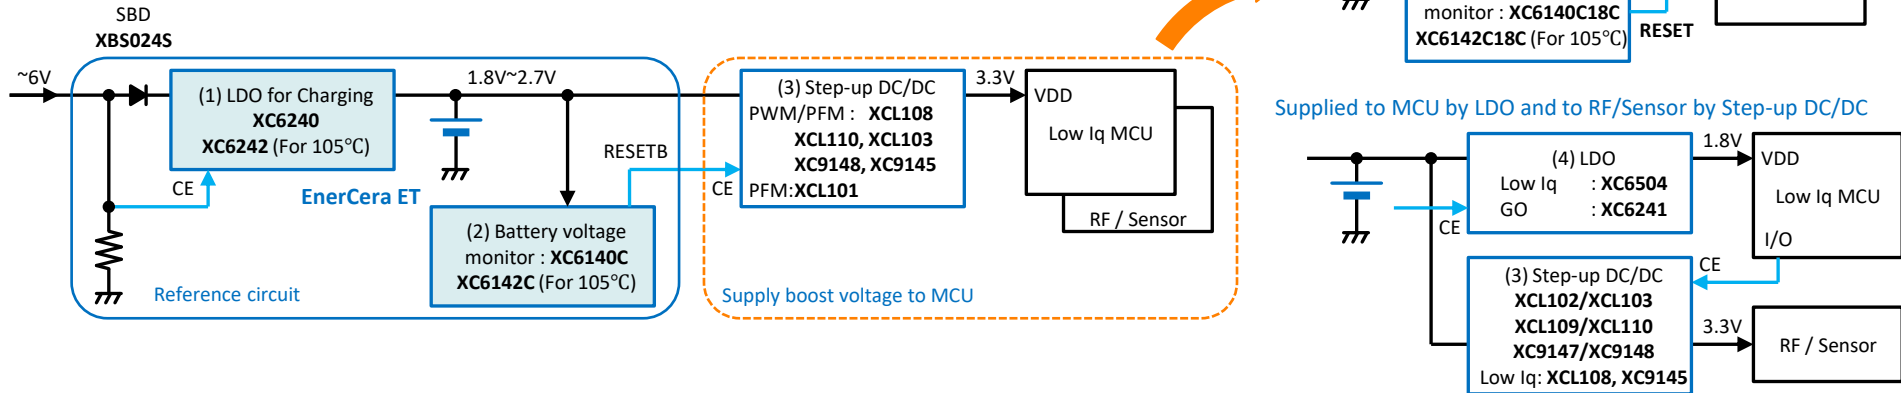 SBD
XBS024S
~6V
(1) LDO for Charging
XC6240
XC6242 (For 105℃)
CE
EnerCera ET
1.8V~2.7V
RESETB
(2) Battery voltage
monitor : XC6140C
XC6142C (For 105℃)
Reference circuit
(3) Step-up DC/DC
PWM/PFM : XCL108
XCL110, XCL103
XC9148, XC9145
PFM:XCL101
CE
3.3V
VDD
Low Iq MCU
RF / Sensor
Supply boost voltage to MCU
monitor : XC6140C18C
XC6142C18C (For 105℃)
RESET
Supplied to MCU by LDO and to RF/Sensor by Step-up DC/DC
(4) LDO
Low Iq : XC6504
GO : XC6241
CE
1.8V
VDD
Low Iq MCU
I/O
CE
(3) Step-up DC/DC
XCL102/XCL103
XCL109/XCL110
XC9147/XC9148
Low Iq: XCL108, XC9145
3.3V
RF / Sensor